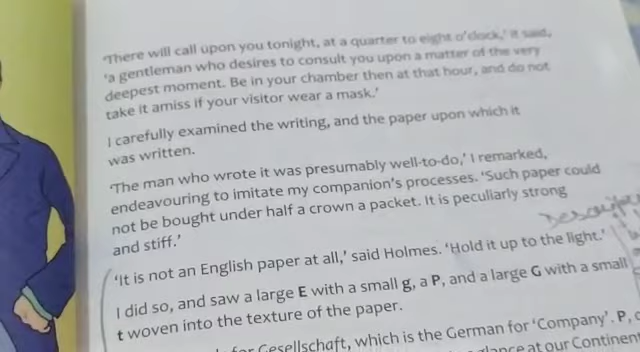 'There will call upon you tonight, at a quarter to eight o'clock,' it said,
'a gentleman who desires to consult you upon a matter of the very
deepest moment. Be in your chamber then at that hour, and do not
take it amiss if your visitor wear a mask.'
I carefully examined the writing, and the paper upon which it
was written.
'The man who wrote it was presumably well-to-do,' I remarked,
endeavouring to imitate my companion's processes. 'Such paper could
not be bought under half a crown a packet. It is peculiarly strong
and stiff.'
'It is not an English paper at all,' said Holmes. 'Hold it up to the light.'
I did so, and saw a large E with a small g, a P, and a large G with a small
t woven into the texture of the paper.
for Gesellschaft, which is the German for 'Company'. P,
at our Continen